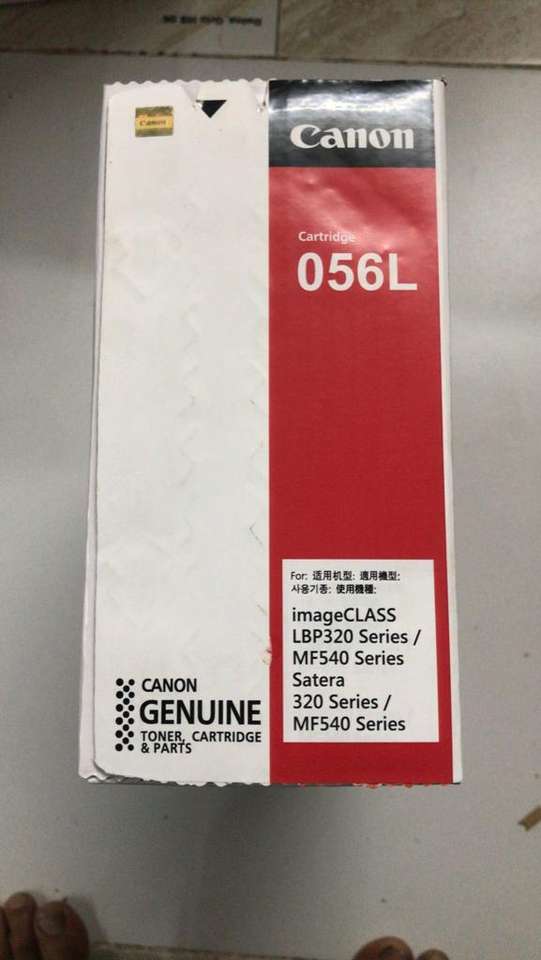 Canon
Canon
Cartridge
056L
For: 适用机型: 適用機型:
사용기종: 使用機種:
imageCLASS
LBP320 Series /
MF540 Series
Satera
320 Series /
MF540 Series
CANON
GENUINE
TONER, CARTRIDGE
& PARTS